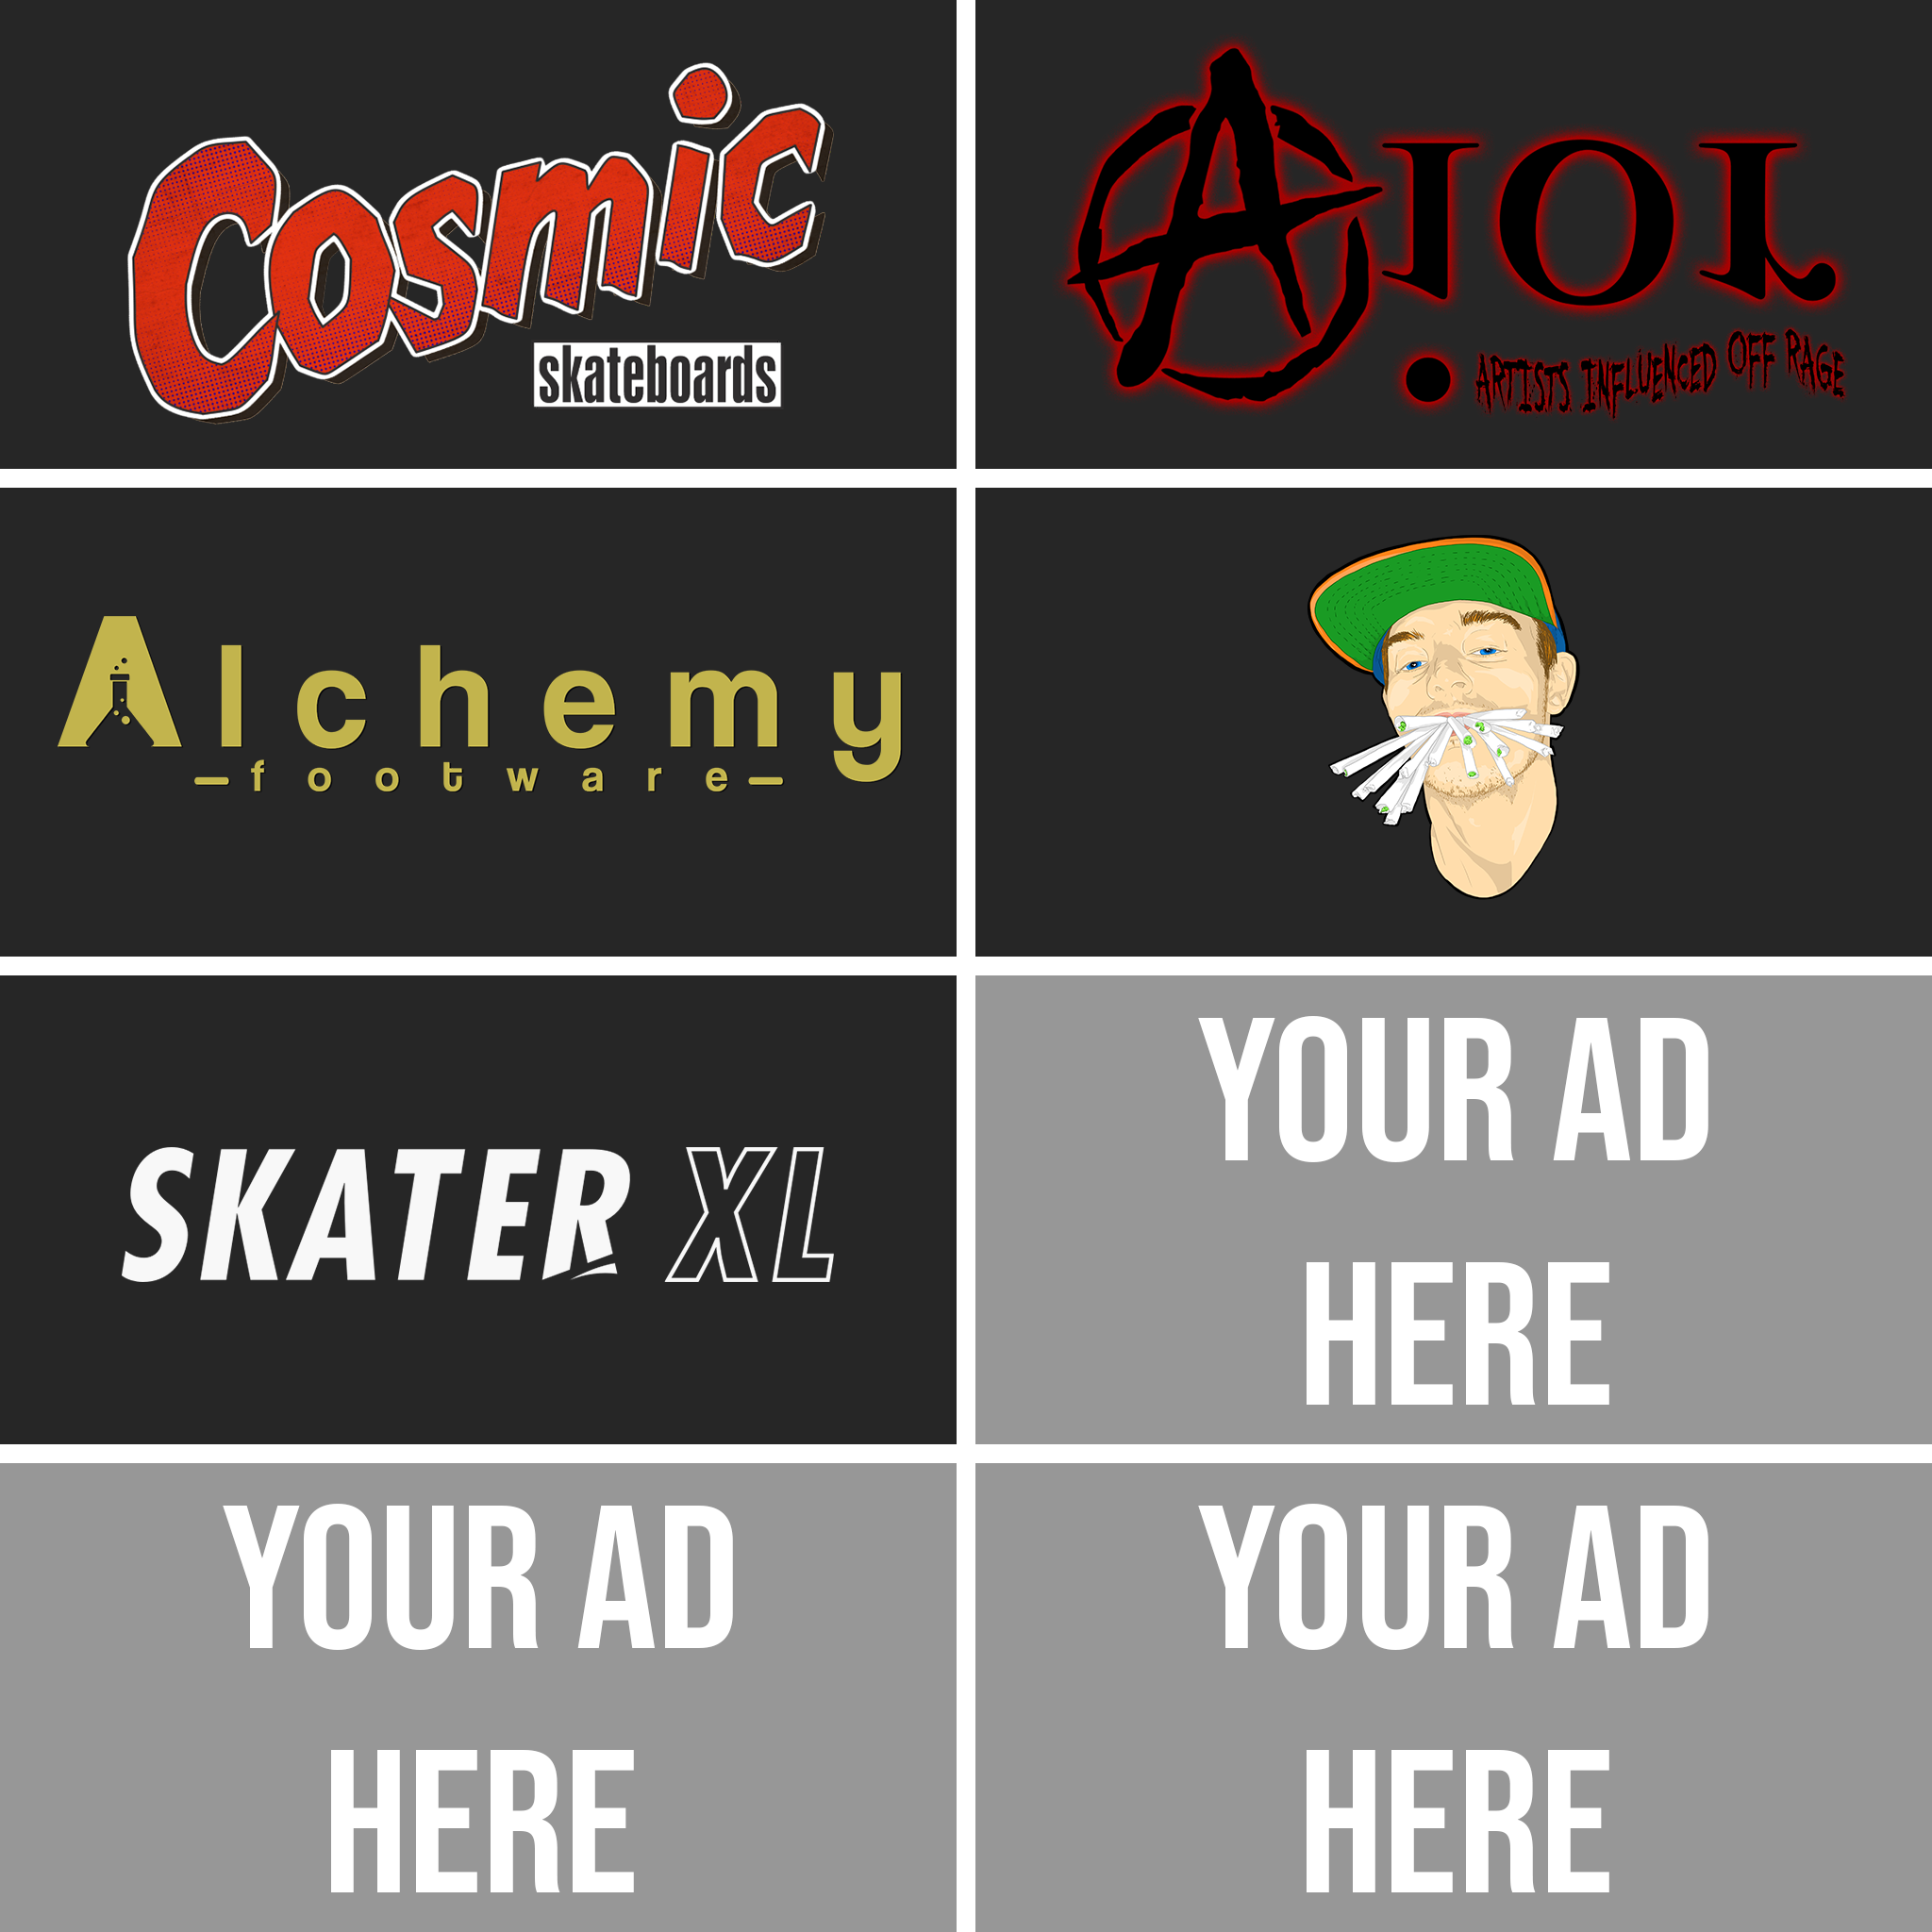 Cosmic
skateboards
ARTISTS INFLUENCED OFF RAGE
Alchemy
footware
SKATER XL
YOUR AD
HERE
YOUR AD
HERE
YOUR AD
HERE